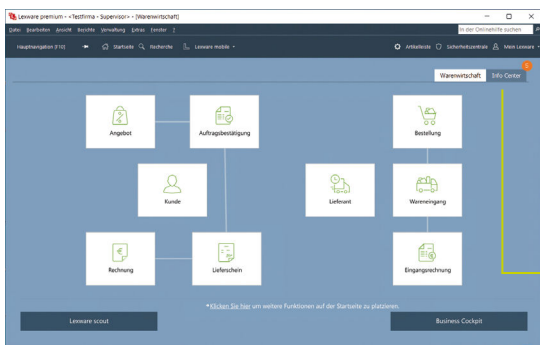 Lexware premium - <Testfirma - Supervisor> - [Warenwirtschaft]
Datei Bearbeiten Ansicht Berichte Verwaltung Extras Fenster ?
In der Onlinehilfe suchen
Hauptnavigation (F10) Startseite Recherche Lexware mobile
Artikelliste Sicherheitszentrale Mein Lexware
5
Warenwirtschaft Info Center
Angebot Auftragsbestätigung Bestellung
Kunde Lieferant Wareneingang
Rechnung Lieferschein Eingangsrechnung
*Klicken Sie hier um weitere Funktionen auf der Startseite zu platzieren.
Lexware scout Business Cockpit